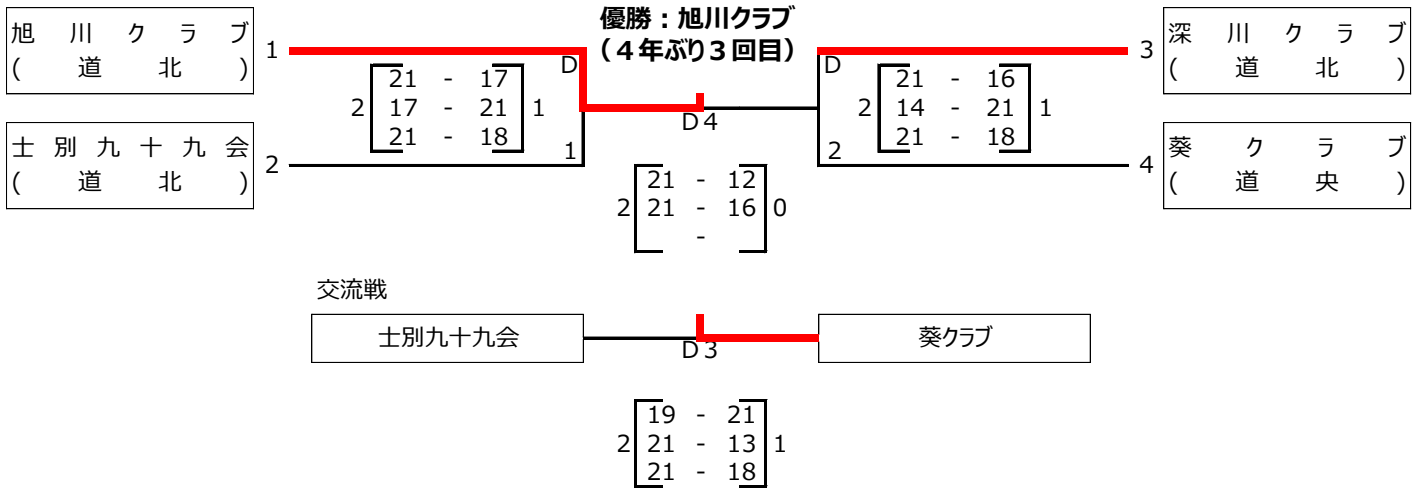 優勝：旭川クラブ
（４年ぶり３回目）
旭川クラブ
(道北)
1
士別九十九会
(道北)
2
D
1
2
21 - 17
17 - 21
21 - 18
1
D4
2
21 - 12
21 - 16
-
0
D
2
2
21 - 16
14 - 21
21 - 18
1
3
深川クラブ
(道北)
4
葵クラブ
(道央)
交流戦
士別九十九会
D3
葵クラブ
2
19 - 21
21 - 13
21 - 18
1